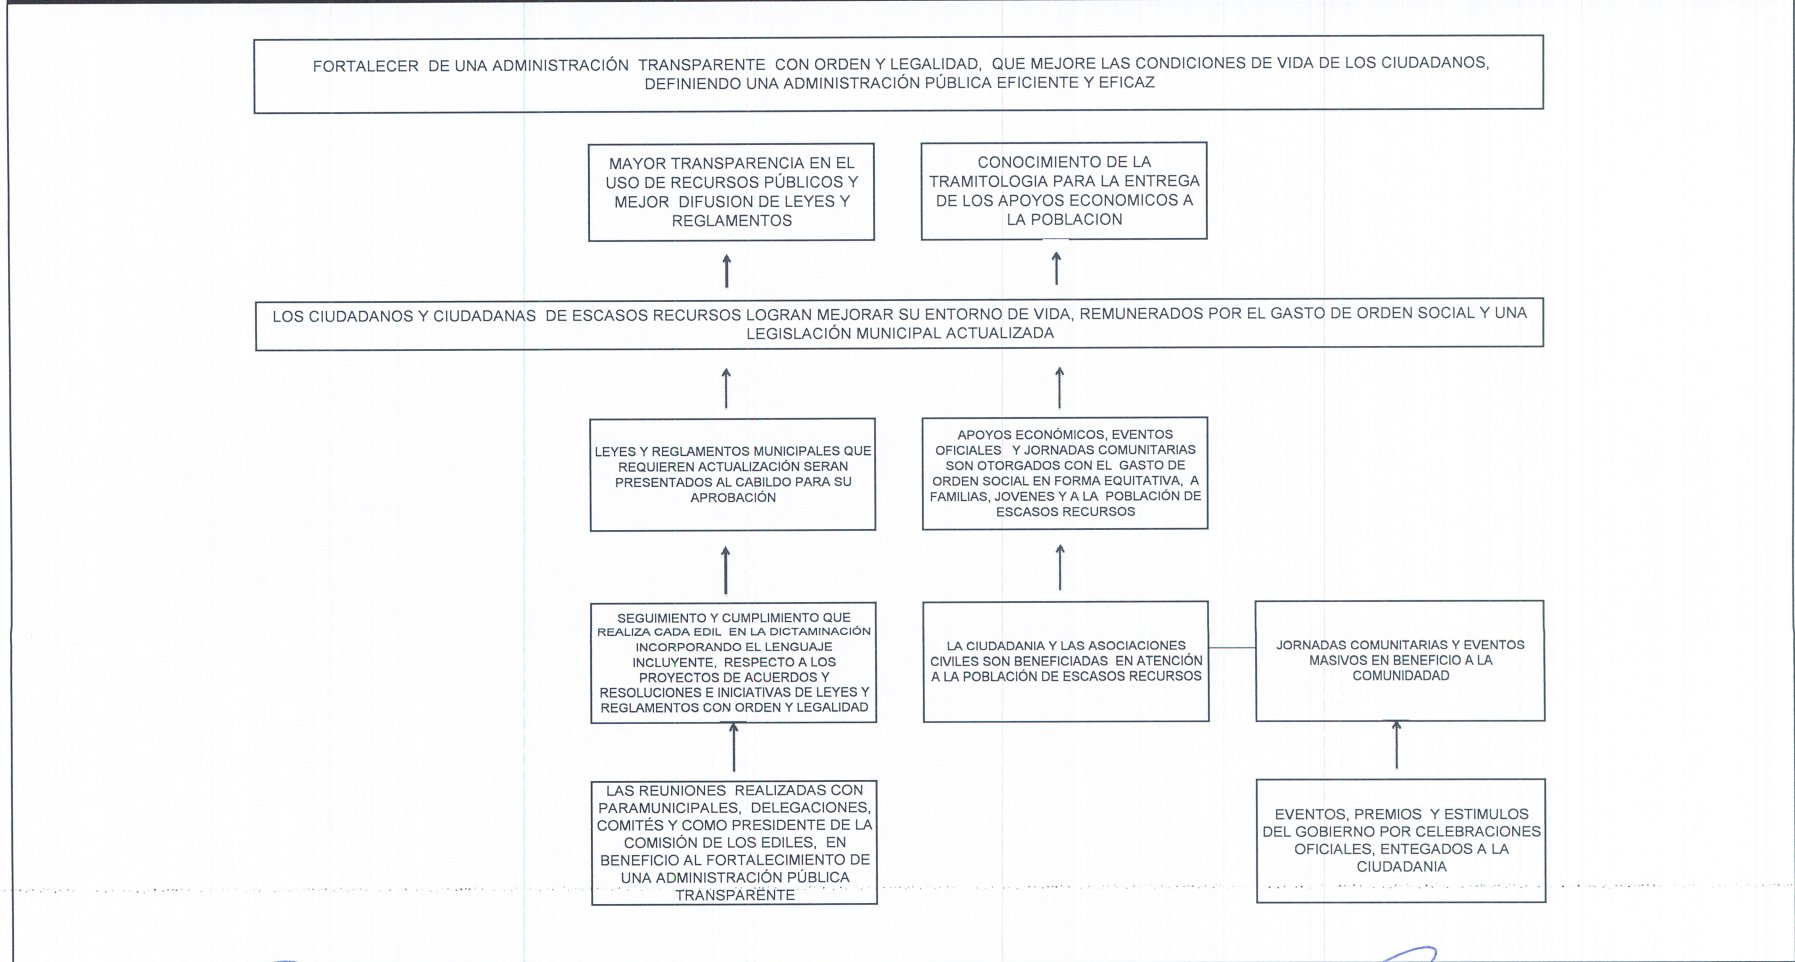 FORTALECER DE UNA ADMINISTRACIÓN TRANSPARENTE CON ORDEN Y LEGALIDAD, QUE MEJORE LAS CONDICIONES DE VIDA DE LOS CIUDADANOS,
DEFINIENDO UNA ADMINISTRACIÓN PÚBLICA EFICIENTE Y EFICAZ
MAYOR TRANSPARENCIA EN EL
USO DE RECURSOS PÚBLICOS Y
MEJOR DIFUSION DE LEYES Y
REGLAMENTOS
CONOCIMIENTO DE LA
TRAMITOLOGIA PARA LA ENTREGA
DE LOS APOYOS ECONOMICOS A
LA POBLACION
LOS CIUDADANOS Y CIUDADANAS DE ESCASOS RECURSOS LOGRAN MEJORAR SU ENTORNO DE VIDA, REMUNERADOS POR EL GASTO DE ORDEN SOCIAL Y UNA
LEGISLACIÓN MUNICIPAL ACTUALIZADA
LEYES Y REGLAMENTOS MUNICIPALES QUE
REQUIEREN ACTUALIZACIÓN SERAN
PRESENTADOS AL CABILDO PARA SU
APROBACIÓN
APOYOS ECONÓMICOS, EVENTOS
OFICIALES Y JORNADAS COMUNITARIAS
SON OTORGADOS CON EL GASTO DE
ORDEN SOCIAL EN FORMA EQUITATIVA, A
FAMILIAS, JOVENES Y A LA POBLACIÓN DE
ESCASOS RECURSOS
SEGUIMIENTO Y CUMPLIMIENTO QUE
REALIZA CADA EDIL EN LA DICTAMINACIÓN
INCORPORANDO EL LENGUAJE
INCLUYENTE, RESPECTO A LOS
PROYECTOS DE ACUERDOS Y
RESOLUCIONES E INICIATIVAS DE LEYES Y
REGLAMENTOS CON ORDEN Y LEGALIDAD
LA CIUDADANIA Y LAS ASOCIACIONES
CIVILES SON BENEFICIADAS EN ATENCIÓN
A LA POBLACIÓN DE ESCASOS RECURSOS
JORNADAS COMUNITARIAS Y EVENTOS
MASIVOS EN BENEFICIO A LA
COMUNIDADAD
LAS REUNIONES REALIZADAS CON
PARAMUNICIPALES, DELEGACIONES,
COMITÉS Y COMO PRESIDENTE DE LA
COMISIÓN DE LOS EDILES, EN
BENEFICIO AL FORTALECIMIENTO DE
UNA ADMINISTRACIÓN PÚBLICA
TRANSPARENTE
EVENTOS, PREMIOS Y ESTIMULOS
DEL GOBIERNO POR CELEBRACIONES
OFICIALES, ENTEGADOS A LA
CIUDADANIA